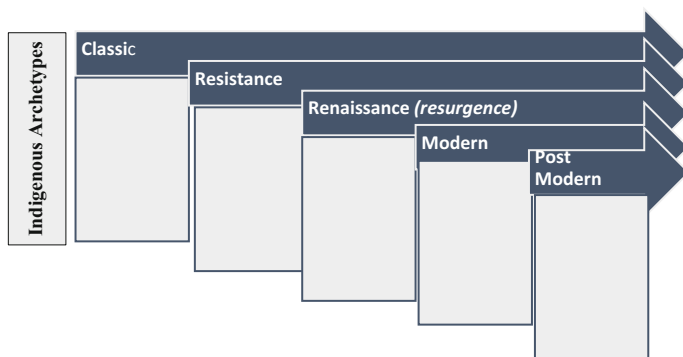 Indigenous Archetypes
Classic
Resistance
Renaissance (resurgence)
Modern
Post
Modern